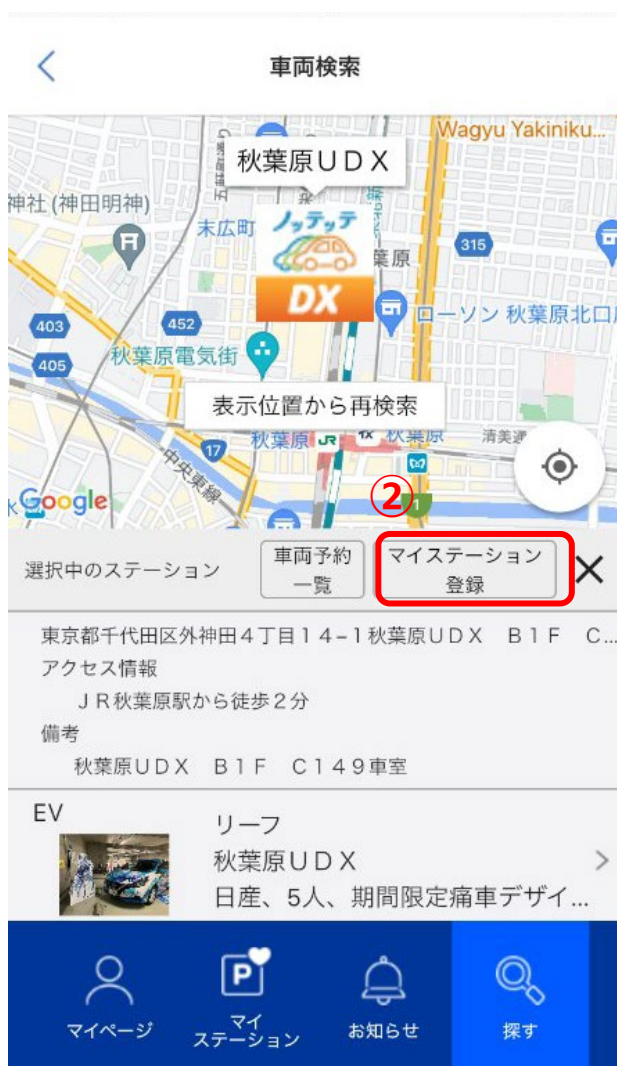 車両検索
Wagyu Yakiniku...
秋葉原ＵＤＸ
神社 (神田明神)
末広町
ノッテッテ
DX
葉原
315
ローソン 秋葉原北口
403
452
405
秋葉原電気街
表示位置から再検索
17
秋葉原
JR
TX
秋葉原
清美通
中央東線
Google
②
1
選択中のステーション
車両予約
一覧
マイステーション
登録
東京都千代田区外神田４丁目１４−１秋葉原ＵＤＸ　Ｂ１Ｆ　Ｃ...
アクセス情報
ＪＲ秋葉原駅から徒歩２分
備考
秋葉原ＵＤＸ　Ｂ１Ｆ　Ｃ１４９車室
EV
リーフ
秋葉原ＵＤＸ
日産、5人、期間限定痛車デザイ...
マイページ
マイ
ステーション
お知らせ
探す